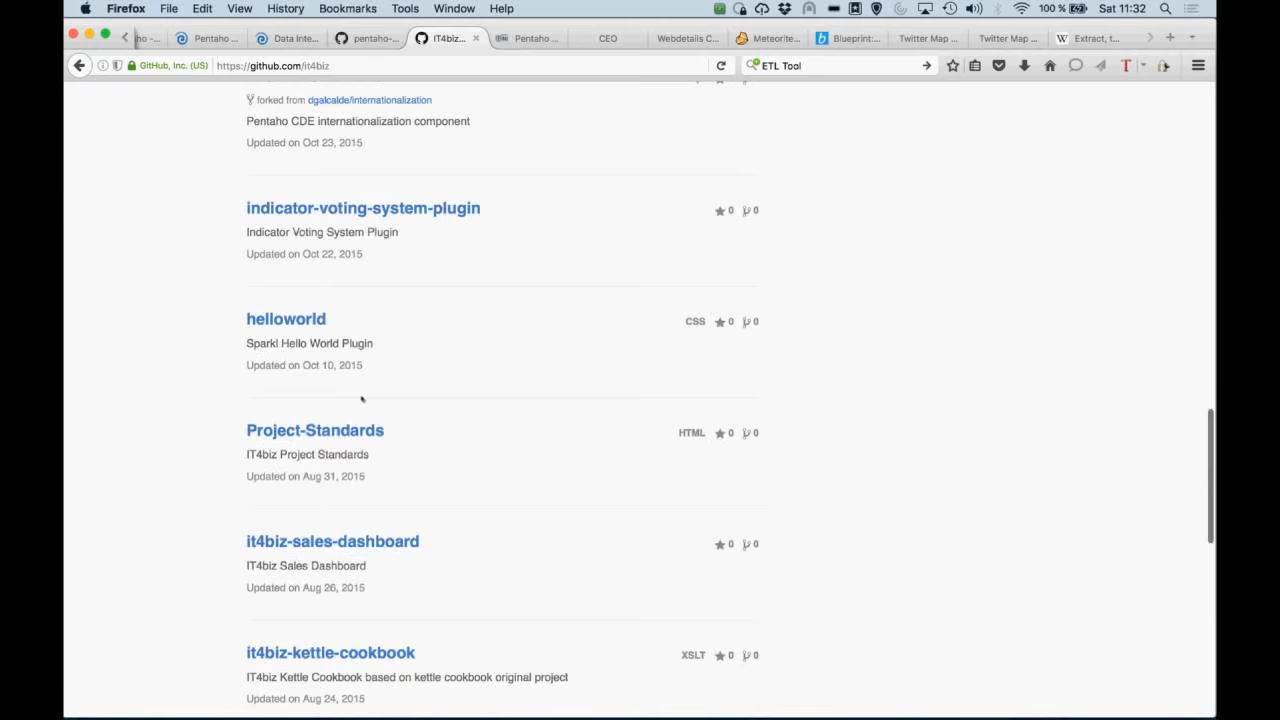 Firefox File Edit View History Bookmarks Tools Window Help 100 % Sat 11:32
ho -... Pentaho ... Data Inte... pentaho-... IT4biz... Pentaho ... CEO Webdetails C... Meteorite... Blueprint:... Twitter Map ... Twitter Map ... Extract, t...
GitHub, Inc. (US) https://github.com/it4biz ETL Tool
forked from dgalcalde/internationalization
Pentaho CDE internationalization component
Updated on Oct 23, 2015
indicator-voting-system-plugin 0 0
Indicator Voting System Plugin
Updated on Oct 22, 2015
helloworld CSS 0 0
Sparkl Hello World Plugin
Updated on Oct 10, 2015
Project-Standards HTML 0 0
IT4biz Project Standards
Updated on Aug 31, 2015
it4biz-sales-dashboard 0 0
IT4biz Sales Dashboard
Updated on Aug 26, 2015
it4biz-kettle-cookbook XSLT 0 0
IT4biz Kettle Cookbook based on kettle cookbook original project
Updated on Aug 24, 2015